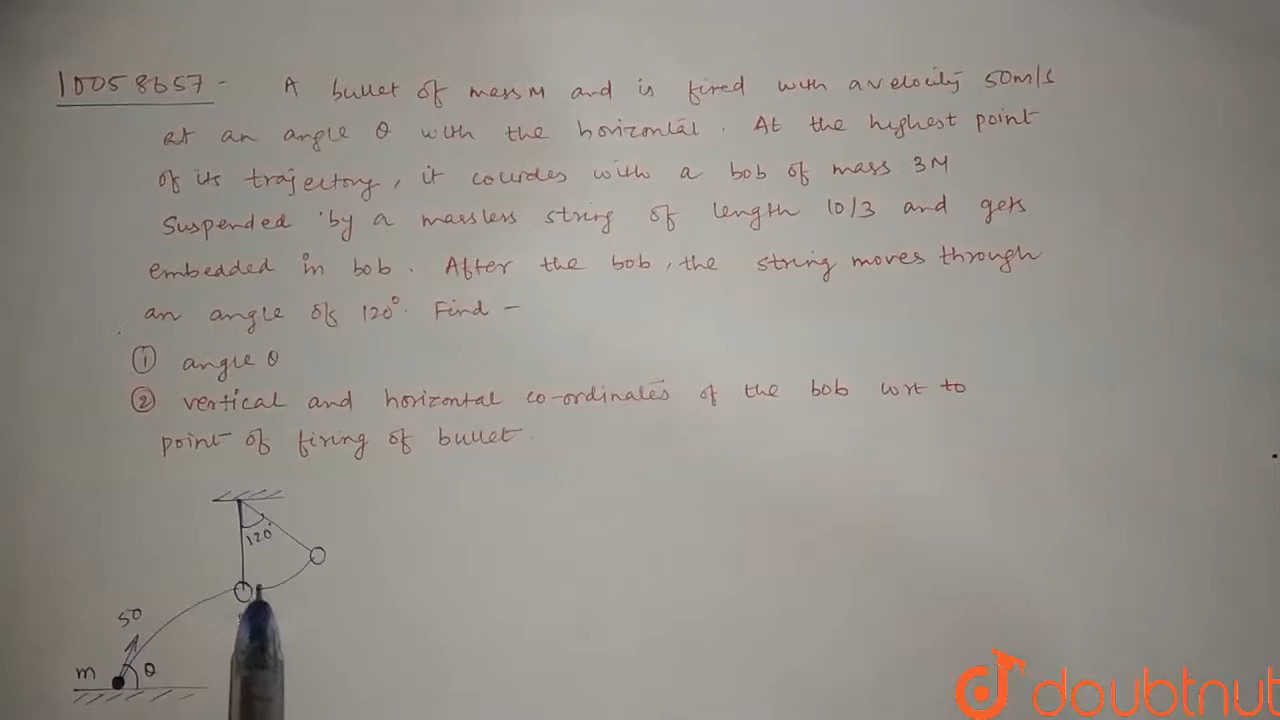 10058657 - A bullet of mass M and is fired with a velocity 50m/s
at an angle θ with the horizontal. At the highest point
of its trajectory, it collides with a bob of mass 3M
Suspended by a massless string of length 10/3 and gets
embedded in bob. After the bob, the string moves through
an angle of 120°. Find -
① angle θ
② vertical and horizontal co-ordinates of the bob wrt to
point of firing of bullet.
120°
50
m θ
doubtnut